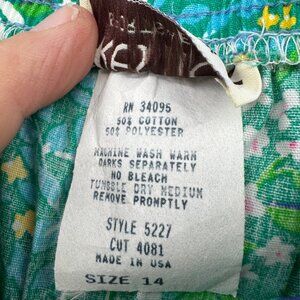 RN 34095
50% COTTON
50% POLYESTER
MACHINE WASH WARM
DARKS SEPARATELY
NO BLEACH
TUMBLE DRY MEDIUM
REMOVE PROMPTLY
STYLE 5227
CUT 4081
MADE IN USA
SIZE 14